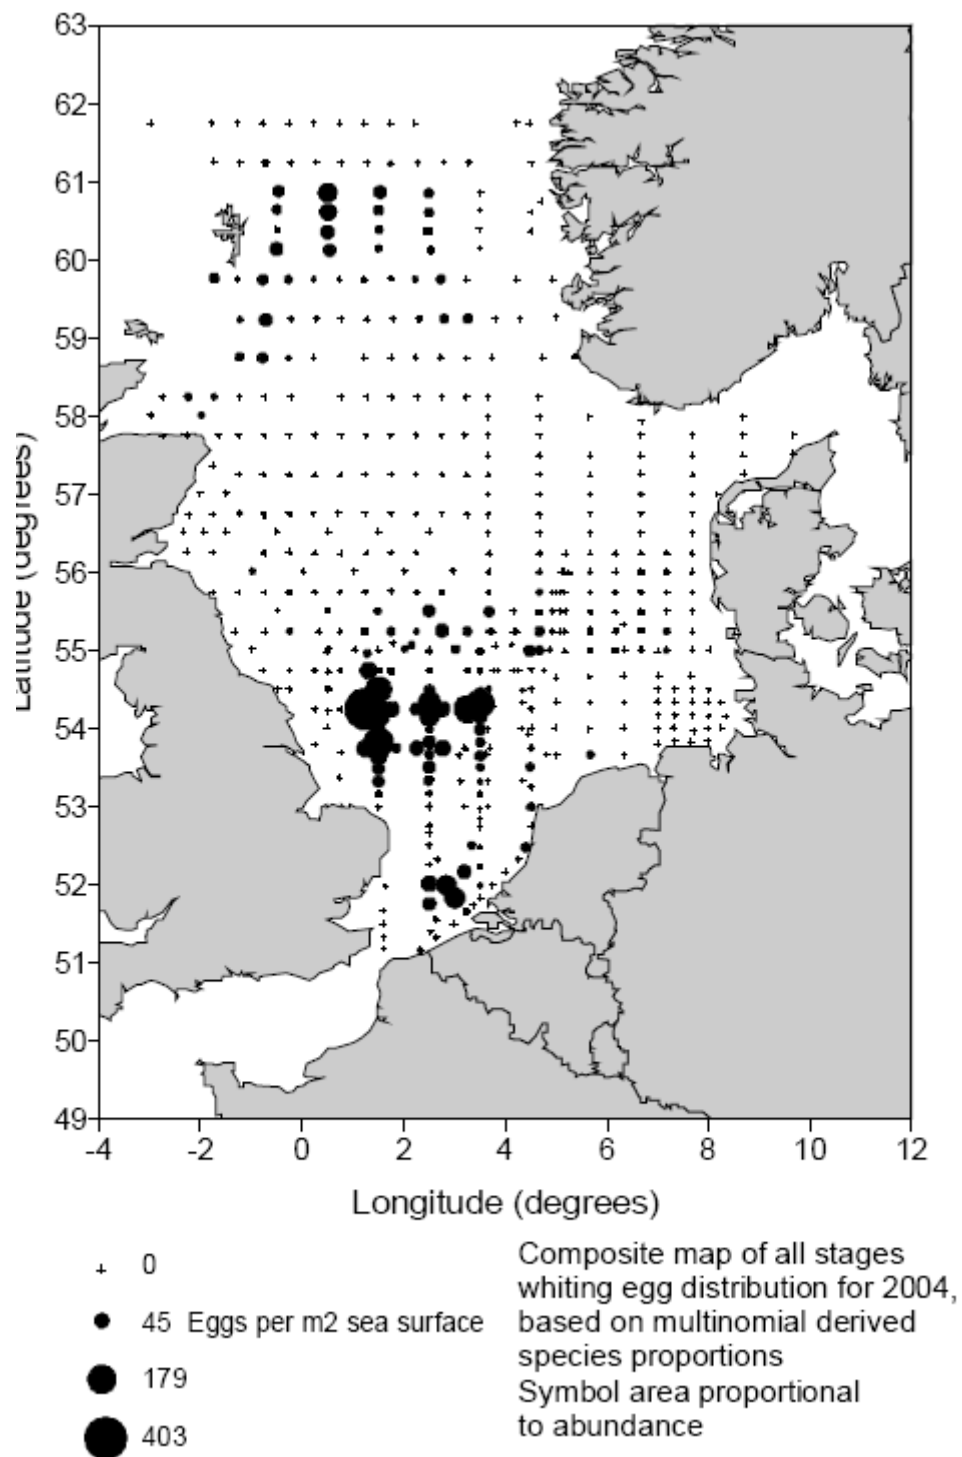 63
62
61
60
59
58
57
56
55
54
53
52
51
50
49
Latitude (degrees)
-4 -2 0 2 4 6 8 10 12
Longitude (degrees)
0
45 Eggs per m2 sea surface
179
403
Composite map of all stages
whiting egg distribution for 2004,
based on multinomial derived
species proportions
Symbol area proportional
to abundance